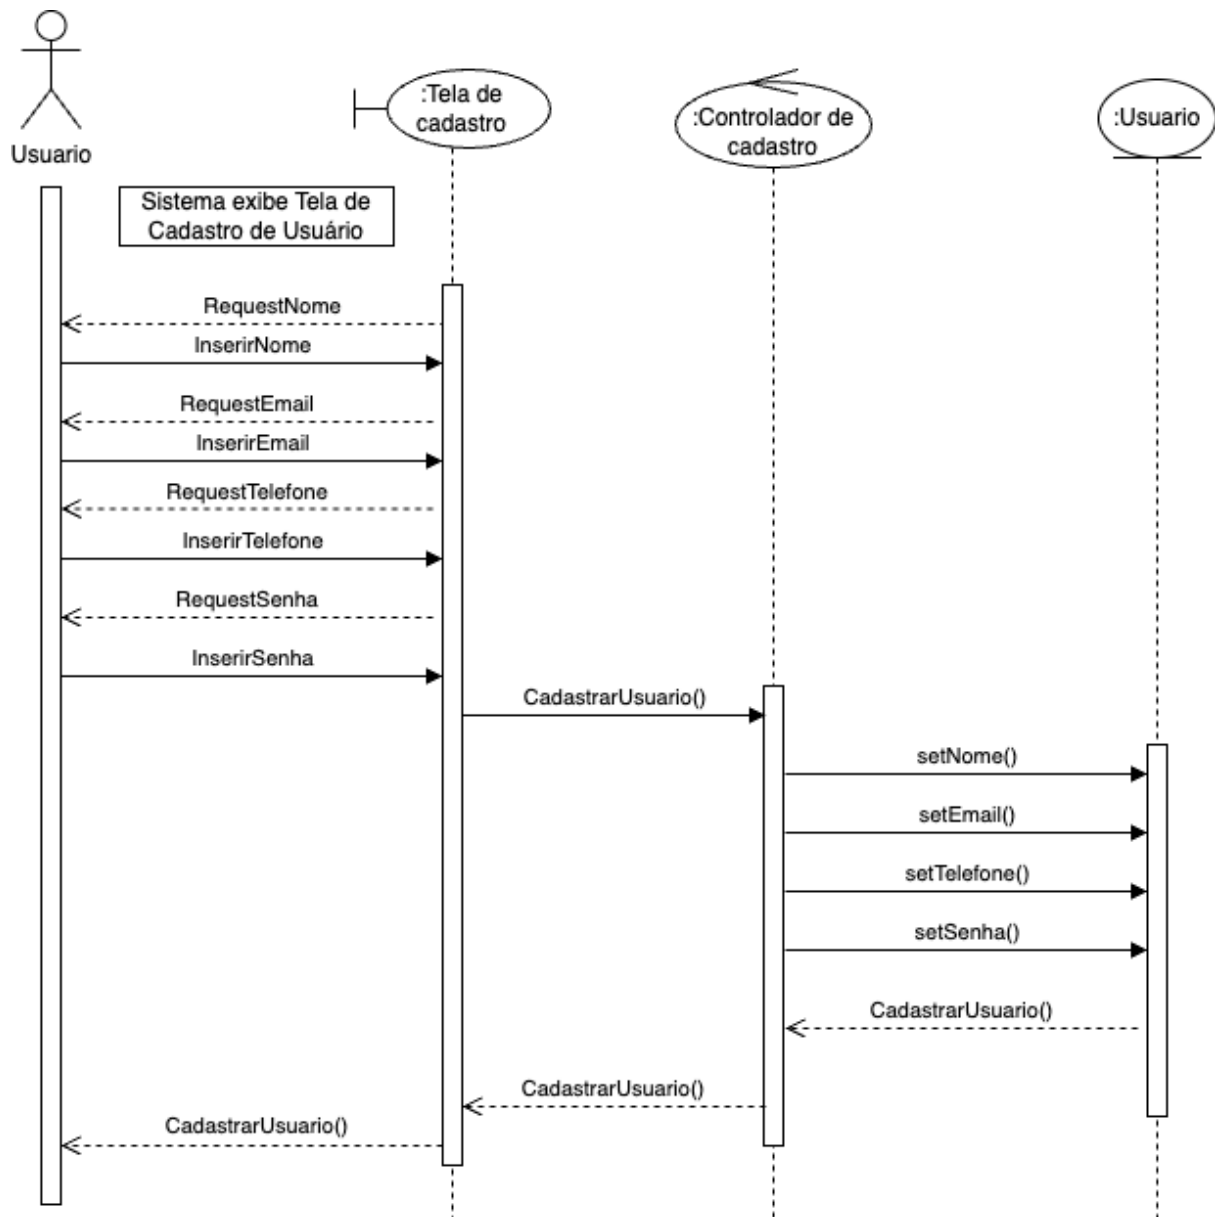 :Tela de
cadastro
:Controlador de
cadastro
:Usuario
Usuario
Sistema exibe Tela de
Cadastro de Usuário
RequestNome
InserirNome
RequestEmail
InserirEmail
RequestTelefone
InserirTelefone
RequestSenha
InserirSenha
CadastrarUsuario()
setNome()
setEmail()
setTelefone()
setSenha()
CadastrarUsuario()
CadastrarUsuario()
CadastrarUsuario()